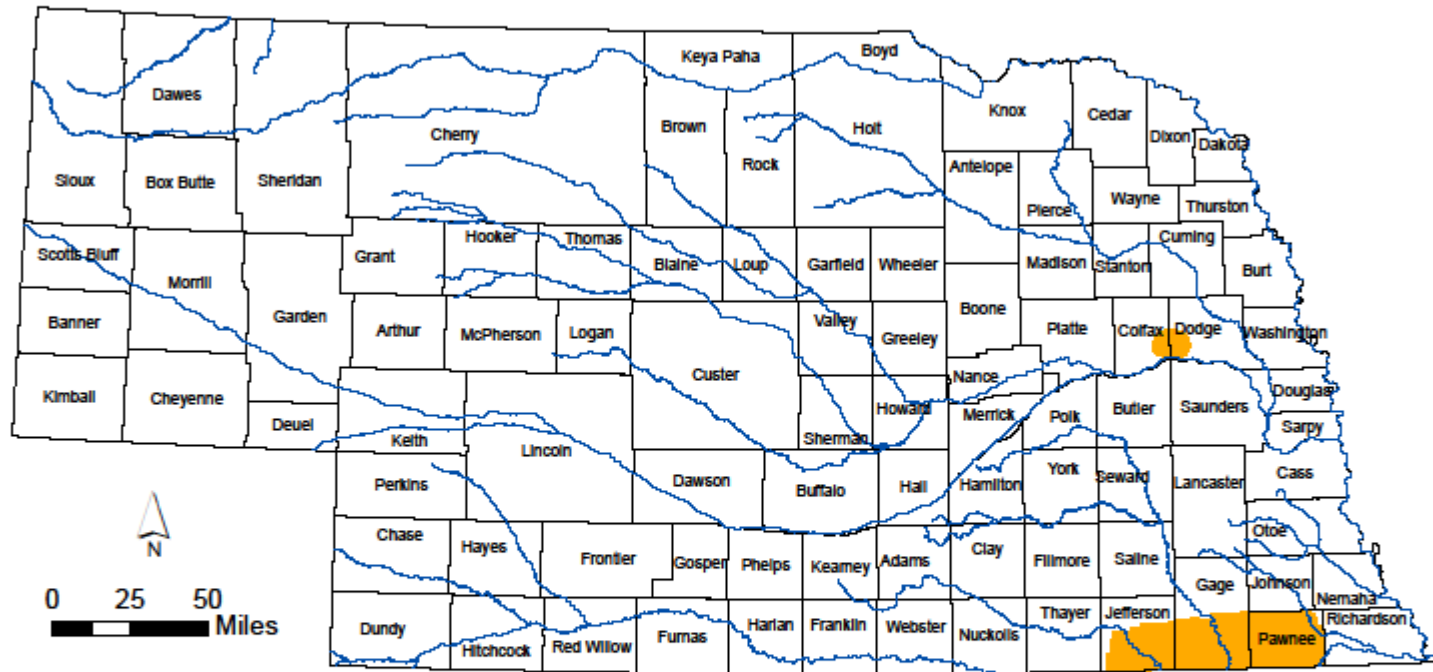 Keya Paha
Boyd
Dawes
Knox
Cedar
Cherry
Brown
Holt
Dixon
Dakota
Sioux
Box Butte
Sheridan
Rock
Antelope
Wayne
Thurston
Pierce
Scotts Bluff
Grant
Hooker
Thomas
Blaine
Loup
Garfield
Wheeler
Madison
Stanton
Cuming
Burt
Morrill
Banner
Garden
Arthur
McPherson
Logan
Valley
Greeley
Boone
Platte
Colfax
Dodge
Washington
Kimball
Cheyenne
Deuel
Custer
Nance
Howard
Merrick
Polk
Butler
Saunders
Douglas
Sarpy
Keith
Lincoln
Sherman
Perkins
Dawson
Buffalo
Hall
Hamilton
York
Seward
Lancaster
Cass
N
Chase
Hayes
Frontier
Gosper
Phelps
Kearney
Adams
Clay
Fillmore
Saline
Otoe
Gage
Johnson
Nemaha
0 25 50
Miles
Dundy
Hitchcock
Red Willow
Furnas
Harlan
Franklin
Webster
Nuckolls
Thayer
Jefferson
Pawnee
Richardson